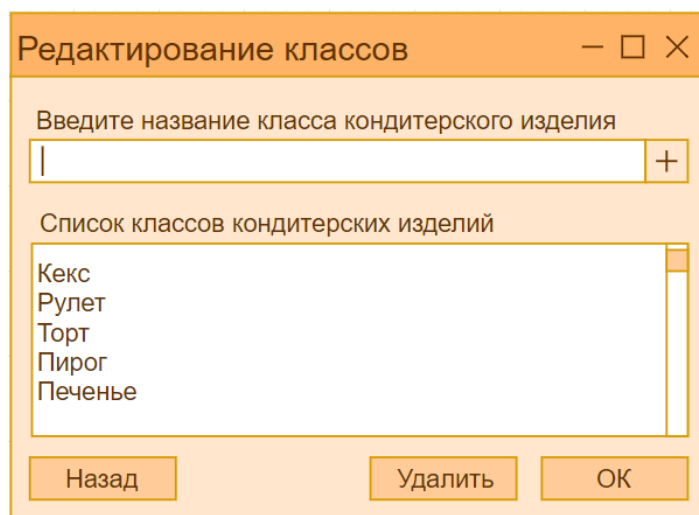 Редактирование классов
Введите название класса кондитерского изделия
+
Список классов кондитерских изделий
Кекс
Рулет
Торт
Пирог
Печенье
Назад Удалить ОК